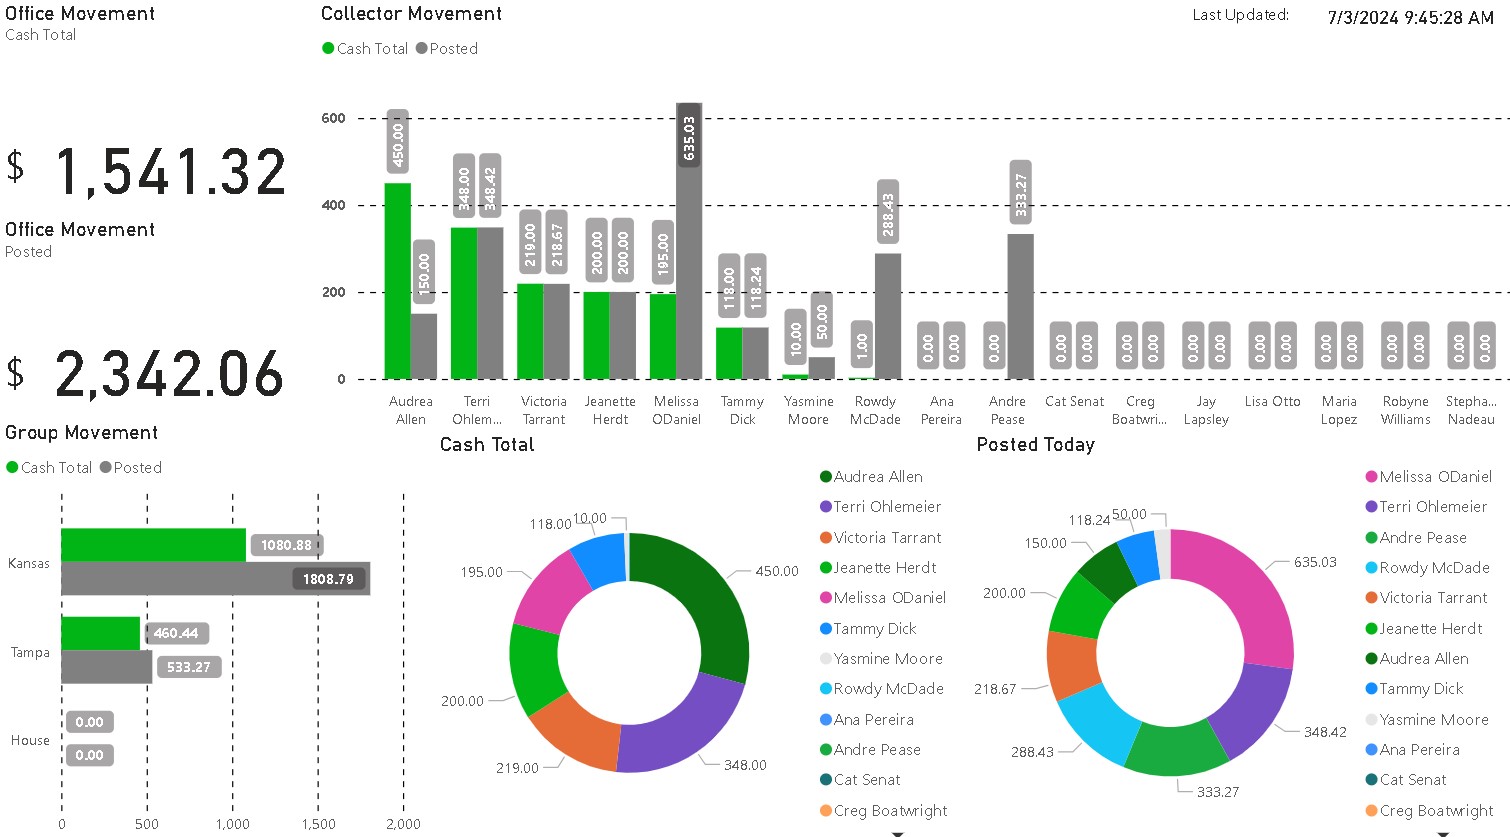 Office Movement
Cash Total
$ 1,541.32
Office Movement
Posted
$ 2,342.06
Collector Movement
Cash Total Posted
Last Updated: 7/3/2024 9:45:28 AM
600
400
200
0
450.00
150.00
348.00
348.42
219.00
218.67
200.00
200.00
195.00
635.03
118.00
118.24
10.00
50.00
1.00
288.43
0.00
0.00
0.00
333.27
0.00
0.00
0.00
0.00
0.00
0.00
0.00
0.00
0.00
0.00
0.00
0.00
0.00
0.00
Audrea
Allen
Terri
Ohlem...
Victoria
Tarrant
Jeanette
Herdt
Melissa
ODaniel
Tammy
Dick
Yasmine
Moore
Rowdy
McDade
Ana
Pereira
Andre
Pease
Cat Senat
Creg
Boatwri...
Jay
Lapsley
Lisa Otto
Maria
Lopez
Robyne
Williams
Stepha...
Nadeau
Group Movement
Cash Total Posted
Kansas
1080.88
1808.79
Tampa
460.44
533.27
House
0.00
0.00
0 500 1,000 1,500 2,000
Cash Total
10.00
118.00
195.00
450.00
200.00
219.00
348.00
Audrea Allen
Terri Ohlemeier
Victoria Tarrant
Jeanette Herdt
Melissa ODaniel
Tammy Dick
Yasmine Moore
Rowdy McDade
Ana Pereira
Andre Pease
Cat Senat
Creg Boatwright
Posted Today
50.00
118.24
150.00
635.03
200.00
218.67
348.42
288.43
333.27
Melissa ODaniel
Terri Ohlemeier
Andre Pease
Rowdy McDade
Victoria Tarrant
Jeanette Herdt
Audrea Allen
Tammy Dick
Yasmine Moore
Ana Pereira
Cat Senat
Creg Boatwright